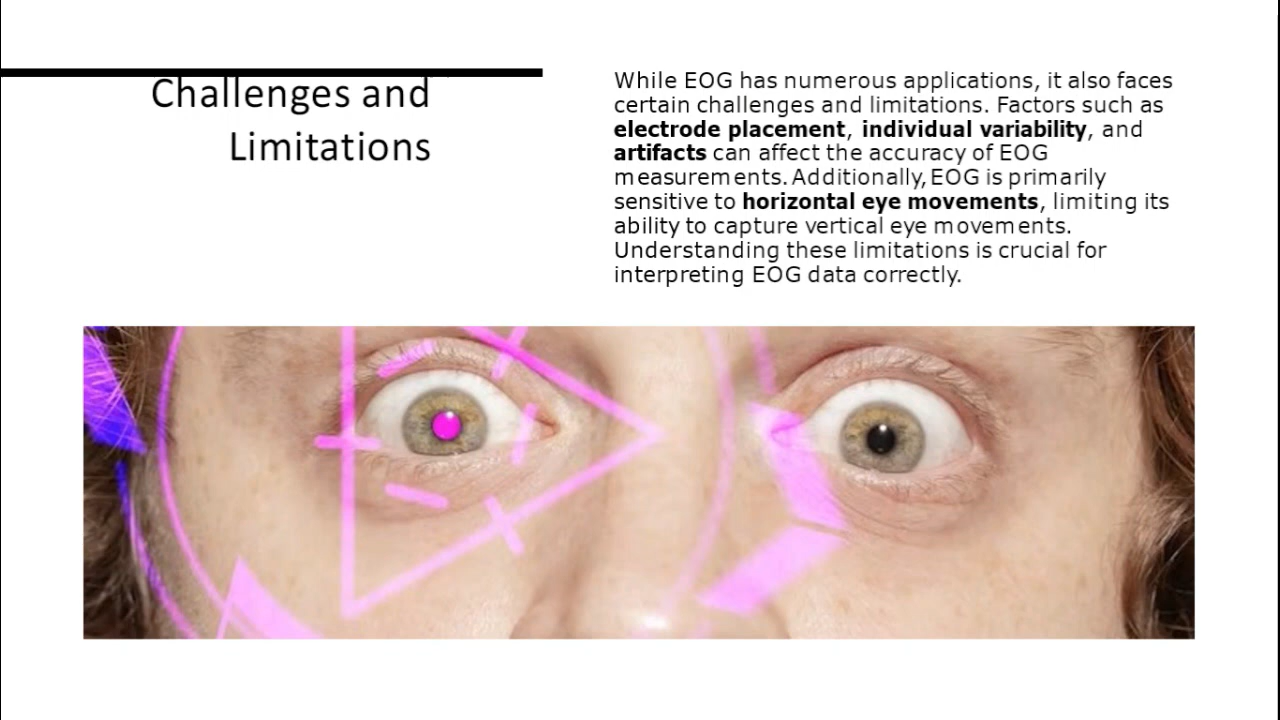 Challenges and
Limitations
While EOG has numerous applications, it also faces
certain challenges and limitations. Factors such as
electrode placement, individual variability, and
artifacts can affect the accuracy of EOG
measurements. Additionally, EOG is primarily
sensitive to horizontal eye movements, limiting its
ability to capture vertical eye movements.
Understanding these limitations is crucial for
interpreting EOG data correctly.